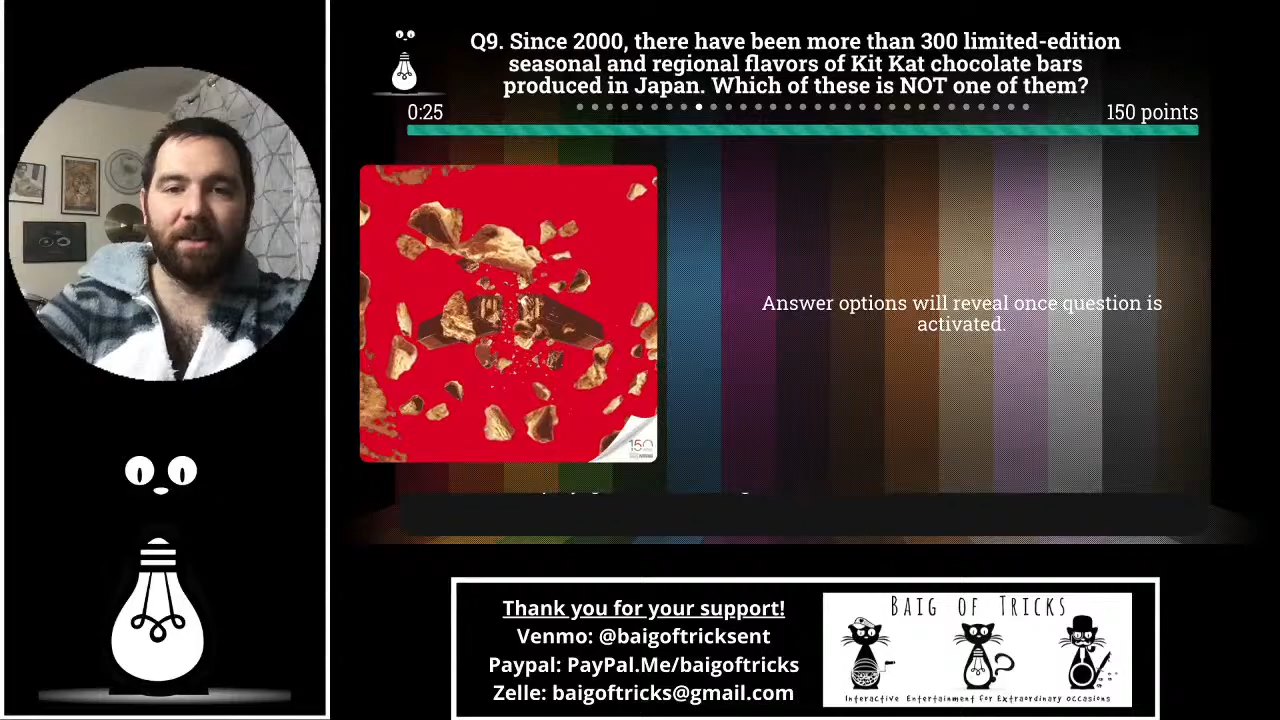 Q9. Since 2000, there have been more than 300 limited-edition
seasonal and regional flavors of Kit Kat chocolate bars
produced in Japan. Which of these is NOT one of them?
0:25
150 points
Answer options will reveal once question is
activated.
150
Thank you for your support!
Venmo: @baigoftricksent
Paypal: PayPal.Me/baigoftricks
Zelle: baigoftricks@gmail.com
BAIG OF TRICKS
Interactive Entertainment for Extraordinary occasions